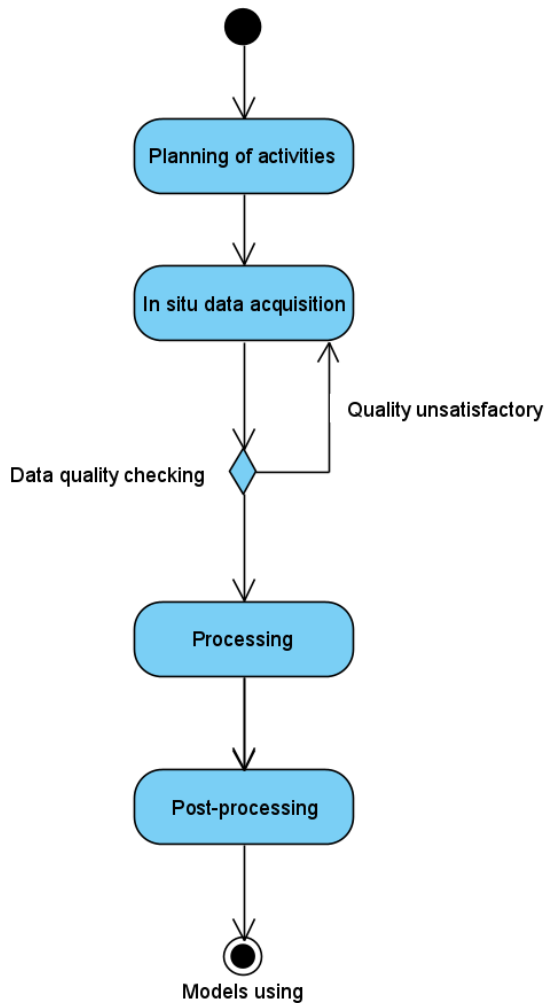 Planning of activities
In situ data acquisition
Quality unsatisfactory
Data quality checking
Processing
Post-processing
Models using